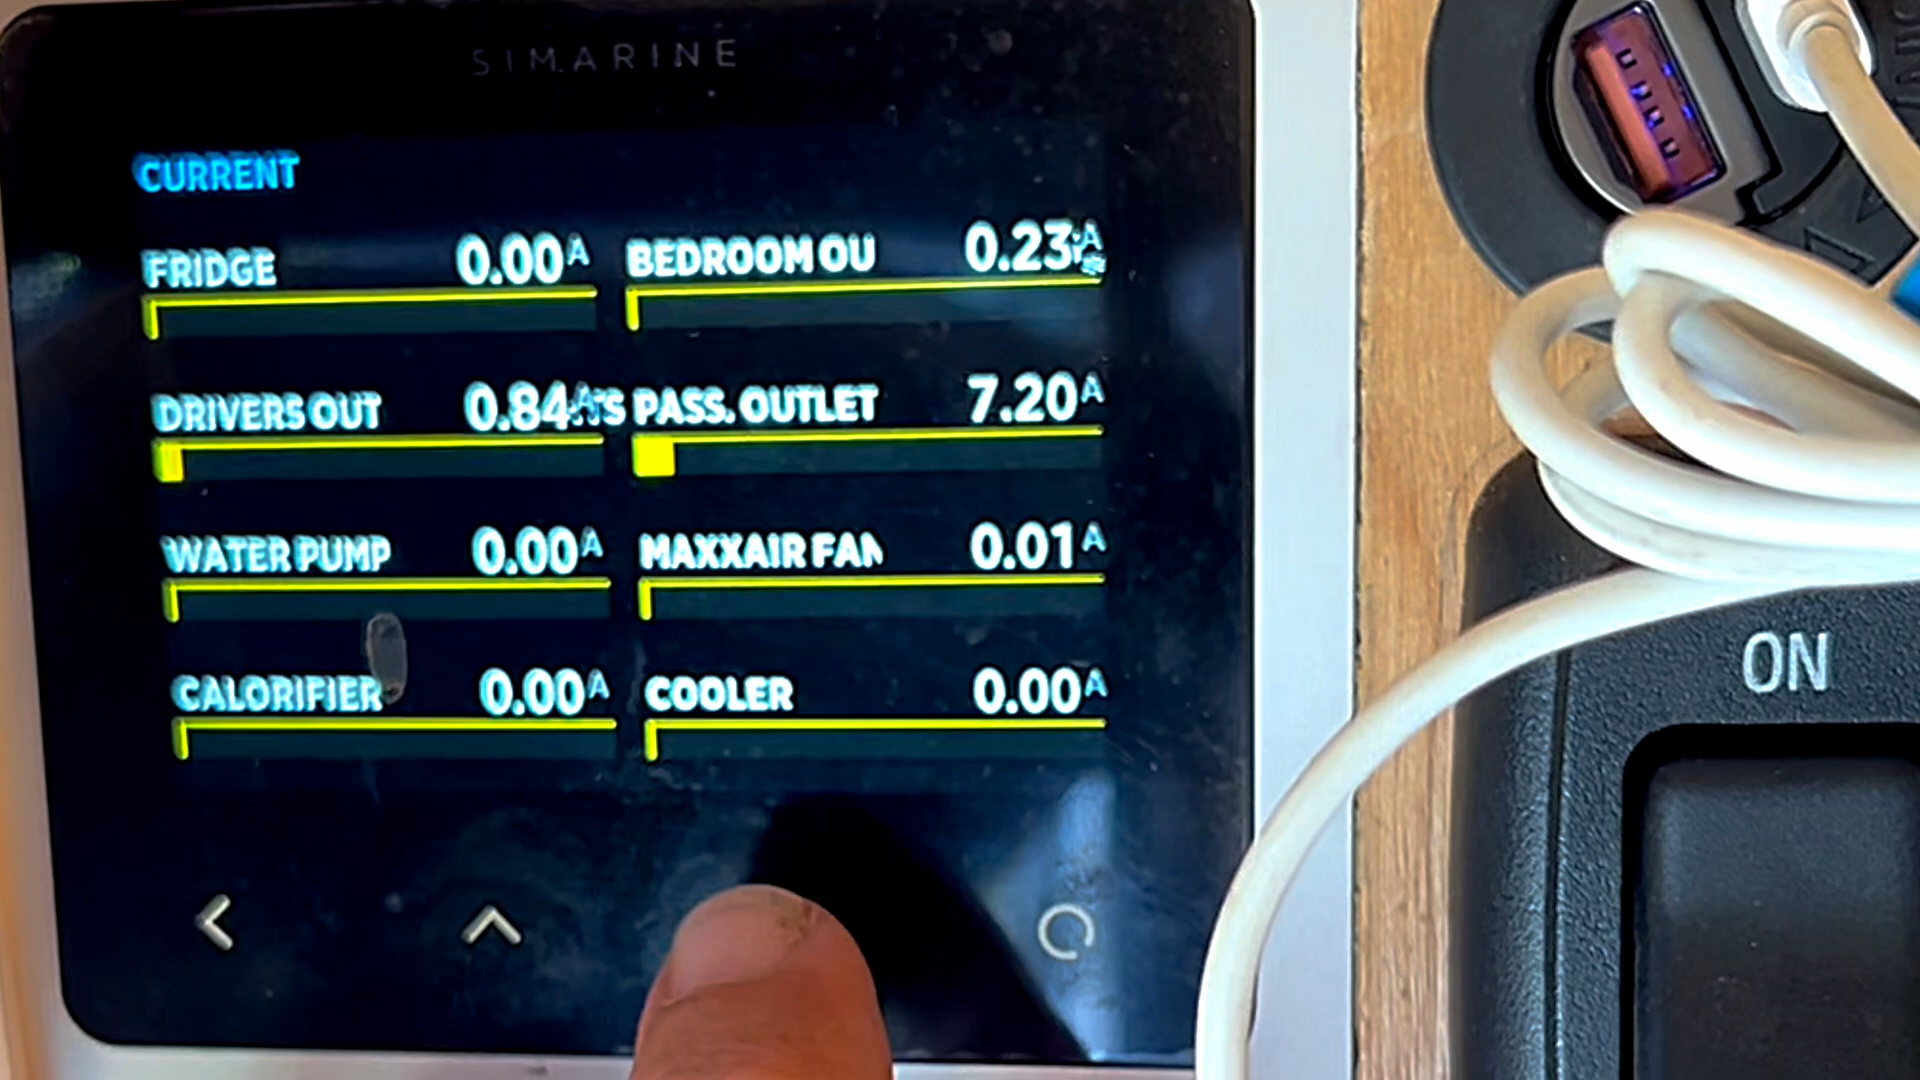 SIMARINE
CURRENT
FRIDGE 0.00 A
BEDROOM OU 0.23 A
DRIVERS OUT 0.84 A
TS PASS. OUTLET 7.20 A
WATER PUMP 0.00 A
MAXXAIR FAN 0.01 A
CALORIFIER 0.00 A
COOLER 0.00 A
ON